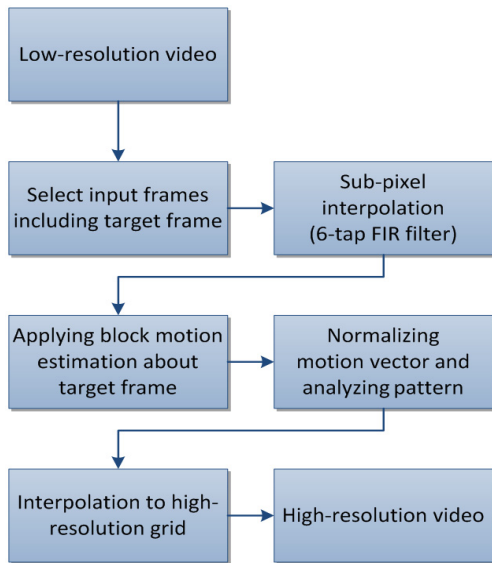 Low-resolution video
Select input frames
including target frame
Sub-pixel
interpolation
(6-tap FIR filter)
Applying block motion
estimation about
target frame
Normalizing
motion vector and
analyzing pattern
Interpolation to high-
resolution grid
High-resolution video